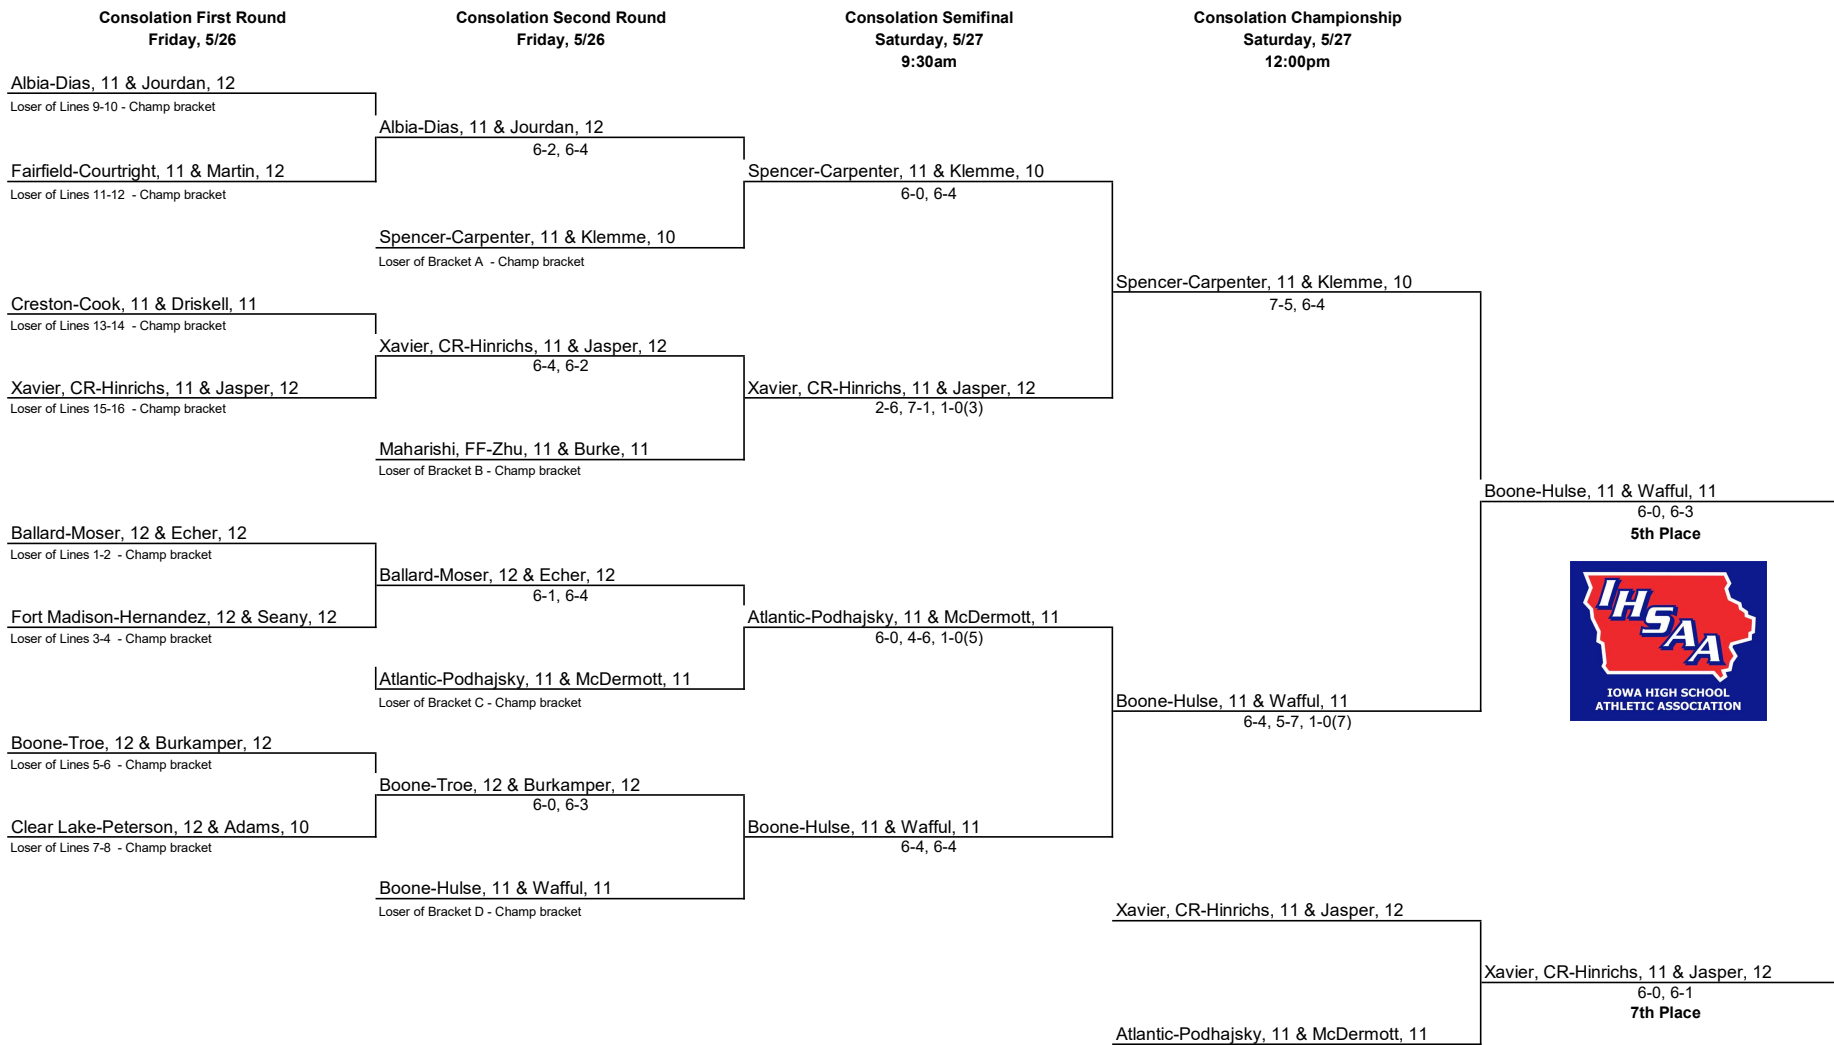 Consolation First Round
Friday, 5/26
Consolation Second Round
Friday, 5/26
Consolation Semifinal
Saturday, 5/27
9:30am
Consolation Championship
Saturday, 5/27
12:00pm
Albia-Dias, 11 & Jourdan, 12
Loser of Lines 9-10 - Champ bracket
Fairfield-Courtright, 11 & Martin, 12
Loser of Lines 11-12 - Champ bracket
Creston-Cook, 11 & Driskell, 11
Loser of Lines 13-14 - Champ bracket
Xavier, CR-Hinrichs, 11 & Jasper, 12
Loser of Lines 15-16 - Champ bracket
Ballard-Moser, 12 & Echer, 12
Loser of Lines 1-2 - Champ bracket
Fort Madison-Hernandez, 12 & Seany, 12
Loser of Lines 3-4 - Champ bracket
Boone-Troe, 12 & Burkamper, 12
Loser of Lines 5-6 - Champ bracket
Clear Lake-Peterson, 12 & Adams, 10
Loser of Lines 7-8 - Champ bracket
Albia-Dias, 11 & Jourdan, 12
6-2, 6-4
Spencer-Carpenter, 11 & Klemme, 10
Loser of Bracket A - Champ bracket
Xavier, CR-Hinrichs, 11 & Jasper, 12
6-4, 6-2
Maharishi, FF-Zhu, 11 & Burke, 11
Loser of Bracket B - Champ bracket
Ballard-Moser, 12 & Echer, 12
6-1, 6-4
Atlantic-Podhajsky, 11 & McDermott, 11
Loser of Bracket C - Champ bracket
Boone-Troe, 12 & Burkamper, 12
6-0, 6-3
Boone-Hulse, 11 & Wafful, 11
Loser of Bracket D - Champ bracket
Spencer-Carpenter, 11 & Klemme, 10
6-0, 6-4
Xavier, CR-Hinrichs, 11 & Jasper, 12
2-6, 7-1, 1-0(3)
Atlantic-Podhajsky, 11 & McDermott, 11
6-0, 4-6, 1-0(5)
Boone-Hulse, 11 & Wafful, 11
6-4, 6-4
Spencer-Carpenter, 11 & Klemme, 10
7-5, 6-4
Boone-Hulse, 11 & Wafful, 11
6-4, 5-7, 1-0(7)
Xavier, CR-Hinrichs, 11 & Jasper, 12
Atlantic-Podhajsky, 11 & McDermott, 11
Boone-Hulse, 11 & Wafful, 11
6-0, 6-3
5th Place
IHSAA
IOWA HIGH SCHOOL
ATHLETIC ASSOCIATION
Xavier, CR-Hinrichs, 11 & Jasper, 12
6-0, 6-1
7th Place